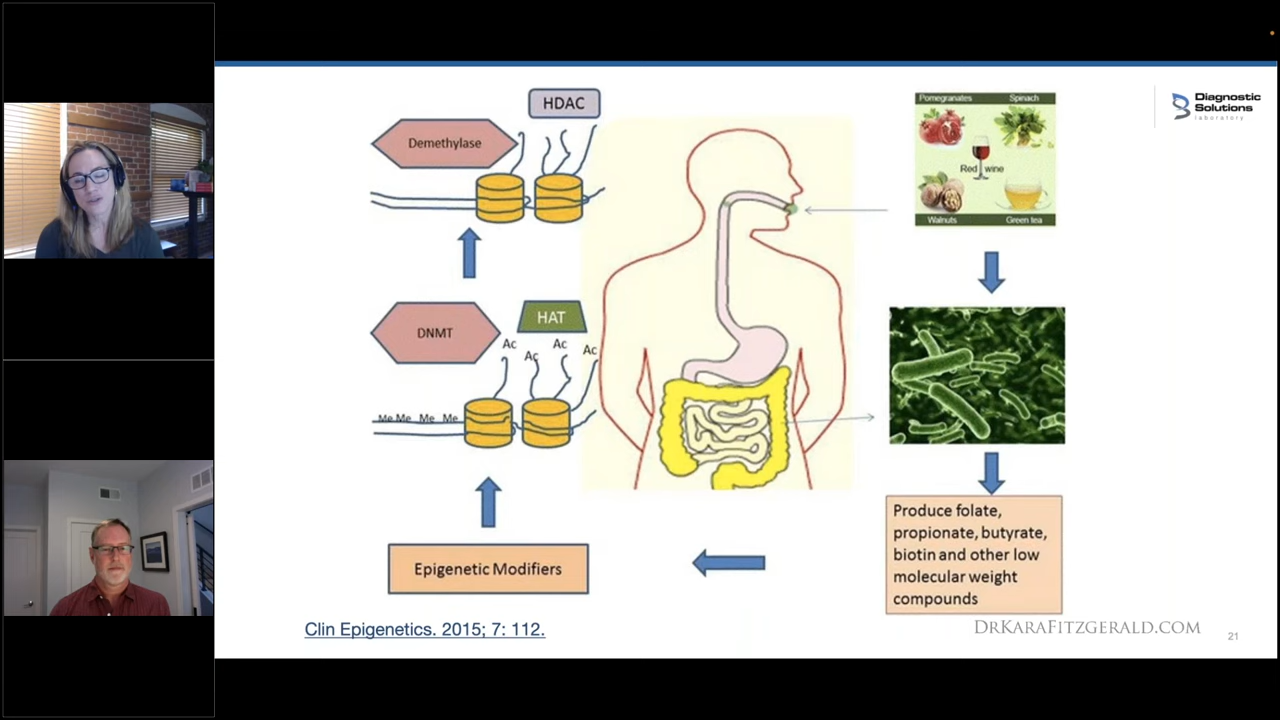 HDAC
Demethylase
Pomegranates
Spinach
Red wine
Walnuts
Green tea
Diagnostic
Solutions
laboratory
DNMT
HAT
Ac
Ac
Ac
Ac
Me Me Me Me
Produce folate,
propionate, butyrate,
biotin and other low
molecular weight
compounds
Epigenetic Modifiers
Clin Epigenetics. 2015; 7: 112.
DRKARAFITZGERALD.COM
21